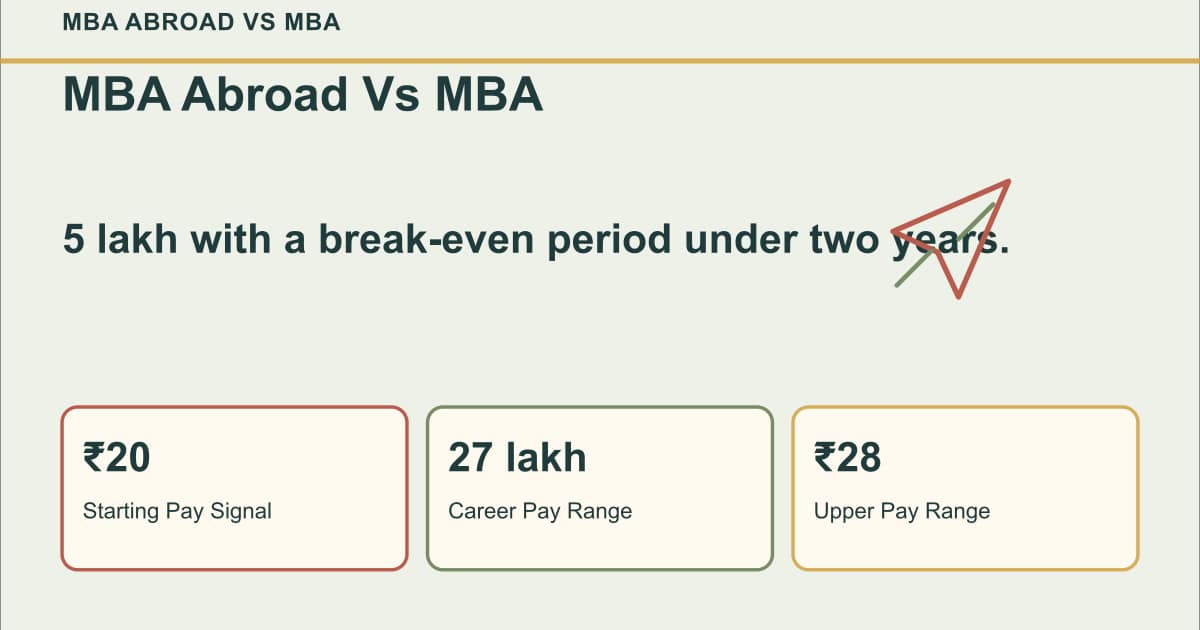 MBA ABROAD VS MBA
MBA Abroad Vs MBA
5 lakh with a break-even period under two years.
₹20
Starting Pay Signal
27 lakh
Career Pay Range
₹28
Upper Pay Range